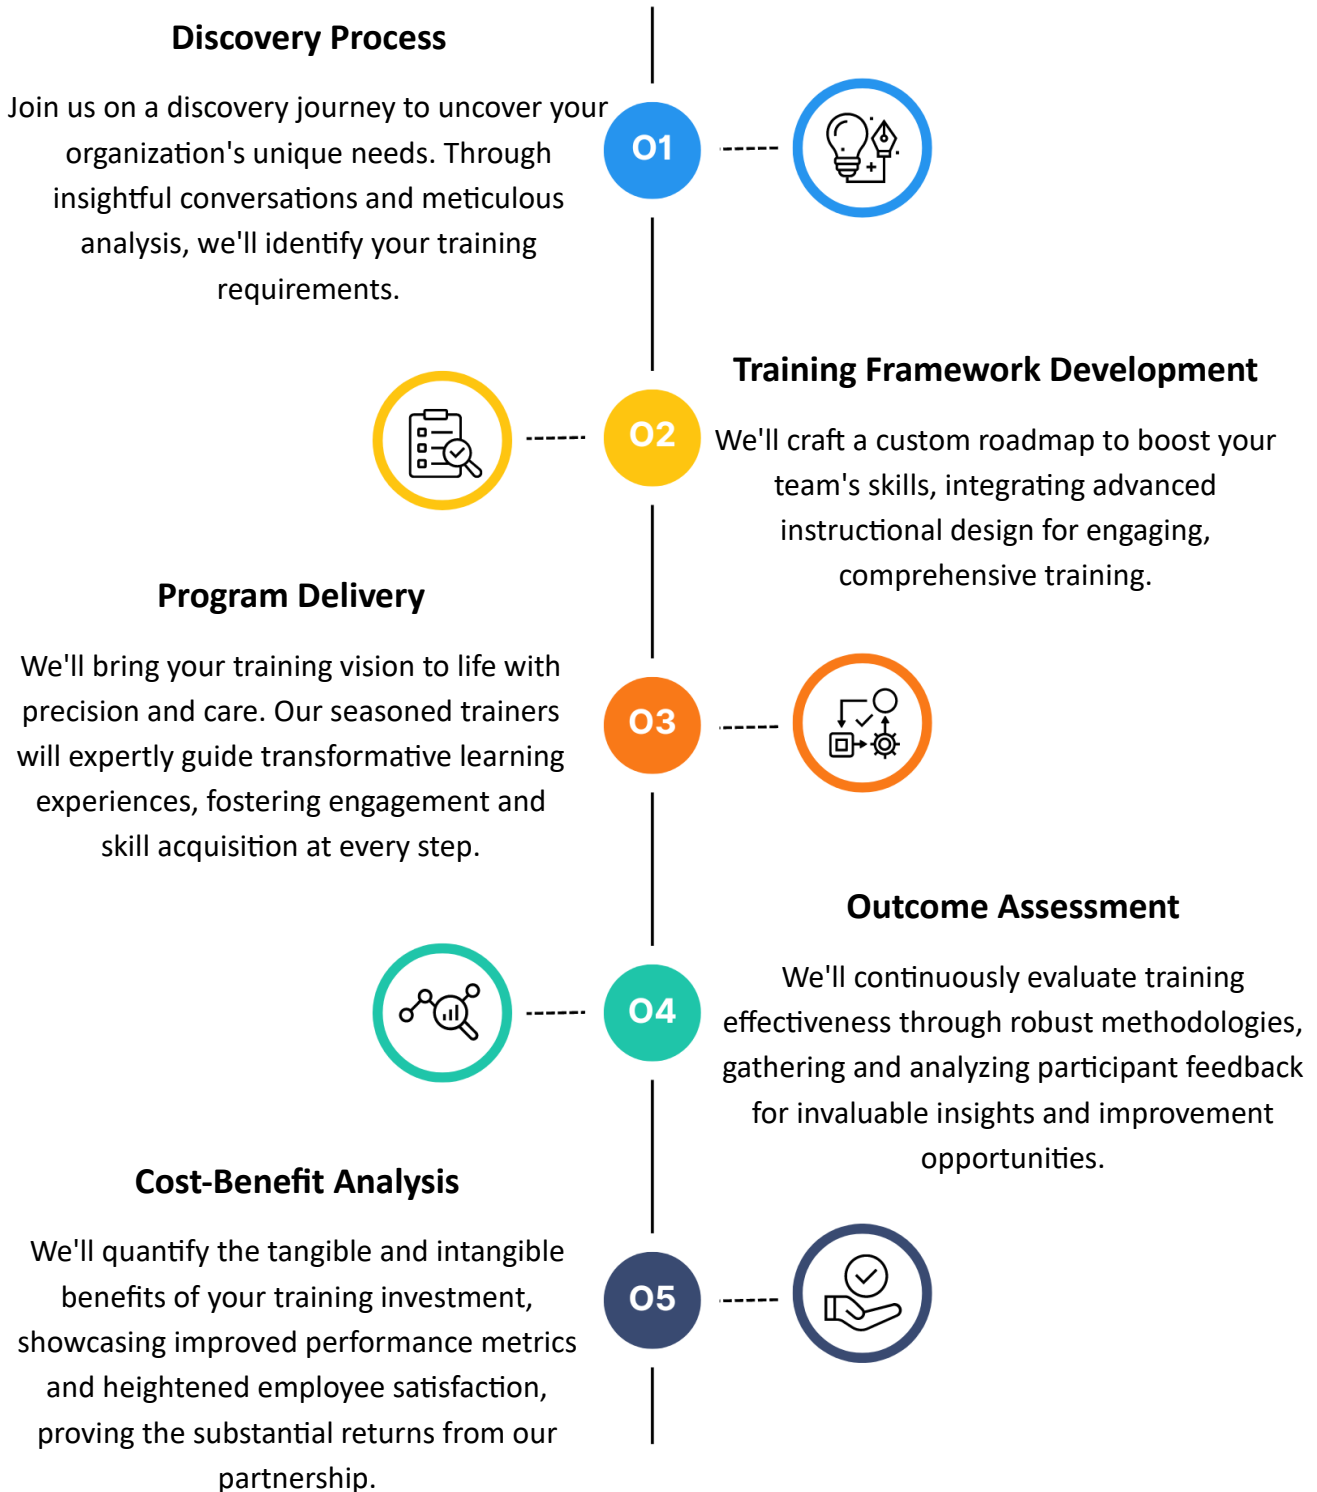 Discovery Process
Join us on a discovery journey to uncover your
organization's unique needs. Through
insightful conversations and meticulous
analysis, we'll identify your training
requirements.
01
Training Framework Development
We'll craft a custom roadmap to boost your
team's skills, integrating advanced
instructional design for engaging,
comprehensive training.
02
Program Delivery
We'll bring your training vision to life with
precision and care. Our seasoned trainers
will expertly guide transformative learning
experiences, fostering engagement and
skill acquisition at every step.
03
Outcome Assessment
We'll continuously evaluate training
effectiveness through robust methodologies,
gathering and analyzing participant feedback
for invaluable insights and improvement
opportunities.
04
Cost-Benefit Analysis
We'll quantify the tangible and intangible
benefits of your training investment,
showcasing improved performance metrics
and heightened employee satisfaction,
proving the substantial returns from our
partnership.
05